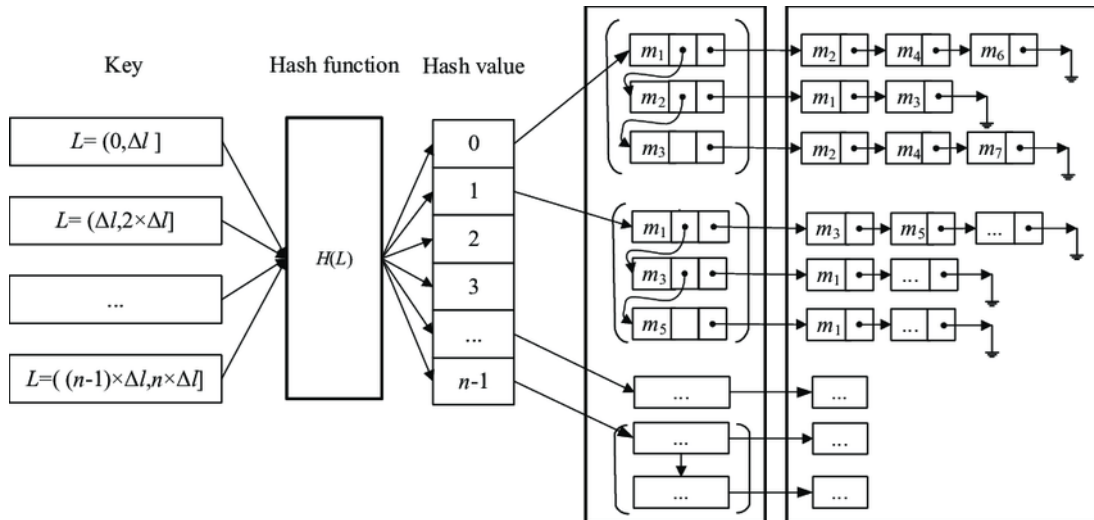 Key Hash function Hash value
L= (0,Δl ]
L= (Δl,2×Δl]
...
L=( (n-1)×Δl,n×Δl]
H(L)
0
1
2
3
...
n-1
m₁ m₂ m₄ m₆
m₂ m₁ m₃
m₃ m₂ m₄ m₇
m₁ m₃ m₅ ...
m₃ m₁ ...
m₅ m₁ ...
... ...
... ...
... ...